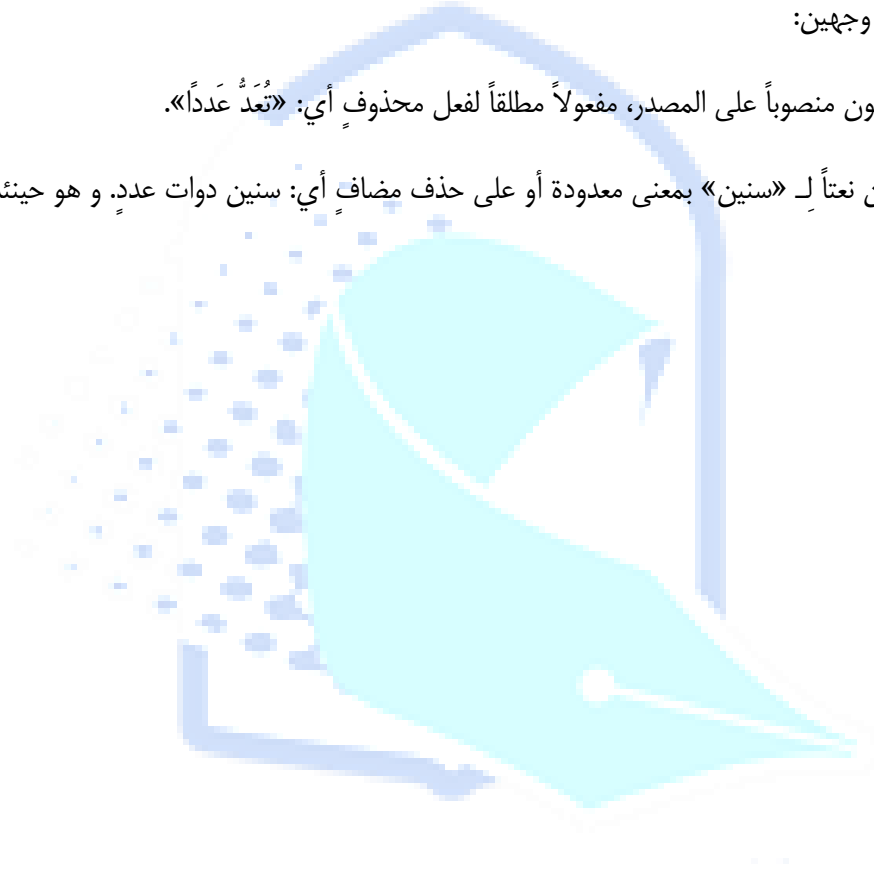 وجهين:
ون منصوباً على المصدر، مفعولاً مطلقاً لفعل محذوفٍ أي: «تُعَدُّ عَدداً».
ن نعتاً لِـ «سنين» بمعنى معدودة أو على حذف مضافٍ أي: سنين دوات عددٍ. و هو حينئ